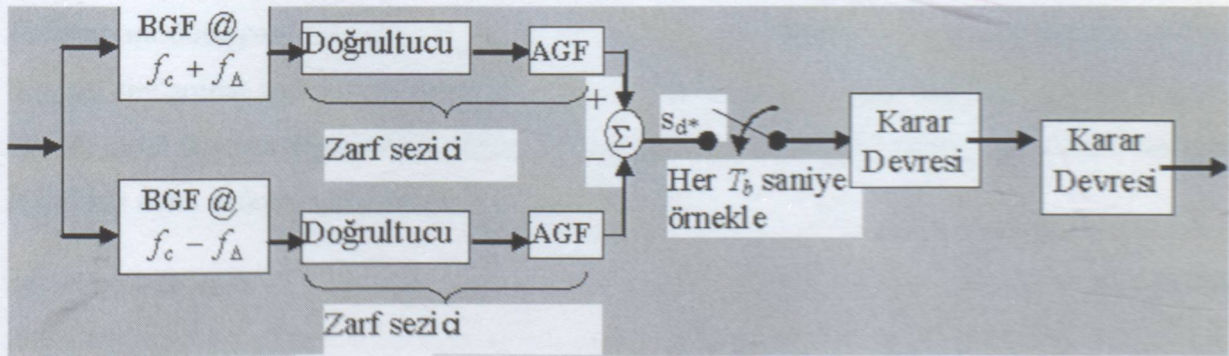 BGF @
f_c + f_Δ
Doğrultucu
AGF
Zarf sezici
+
Σ
−
s_d*
Her T_b saniye
örnekle
Karar
Devresi
Karar
Devresi
BGF @
f_c − f_Δ
Doğrultucu
AGF
Zarf sezici